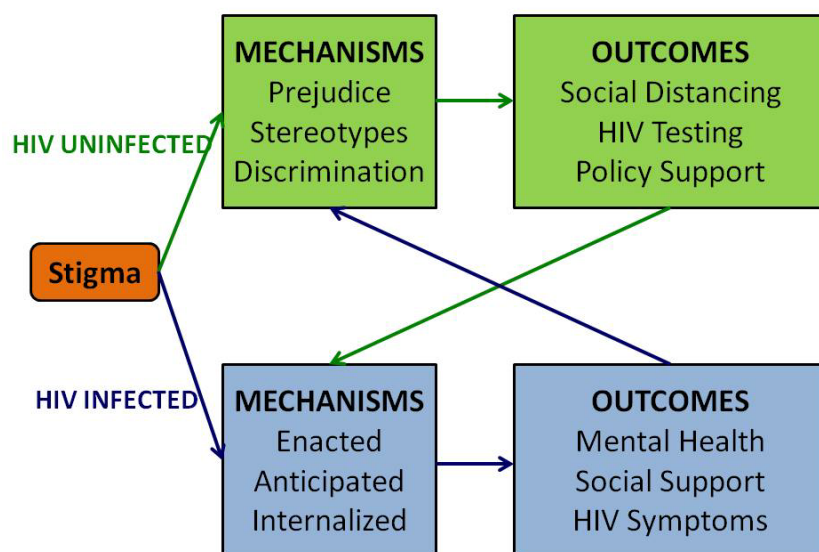 MECHANISMS
Prejudice
Stereotypes
Discrimination
OUTCOMES
Social Distancing
HIV Testing
Policy Support
HIV UNINFECTED
Stigma
HIV INFECTED
MECHANISMS
Enacted
Anticipated
Internalized
OUTCOMES
Mental Health
Social Support
HIV Symptoms